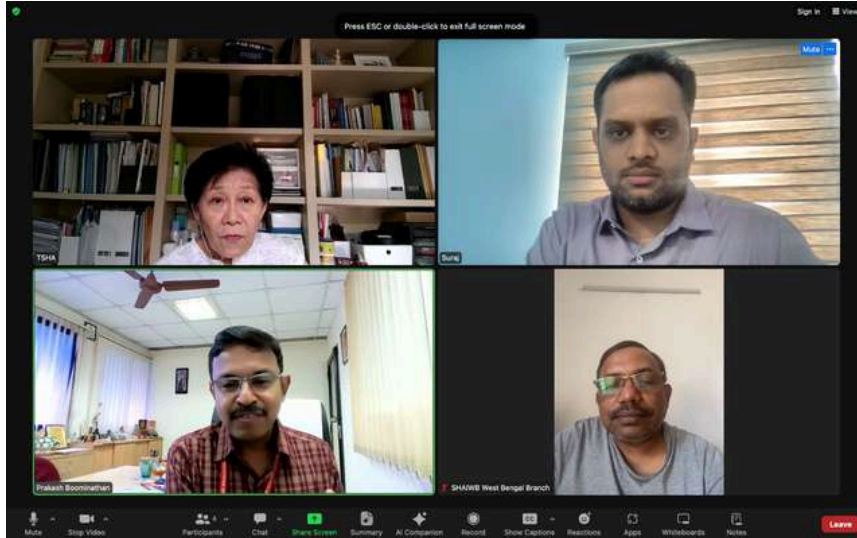 Press ESC or double-click to exit full screen mode
Sign in
View
Mute
TSHA
Suraj
Prakash Boominathan
SHAIWB West Bengal Branch
Mute
Stop Video
4
Participants
Chat
Share Screen
Summary
AI Companion
Record
CC
Show Captions
Reactions
Apps
Whiteboards
Notes
Leave